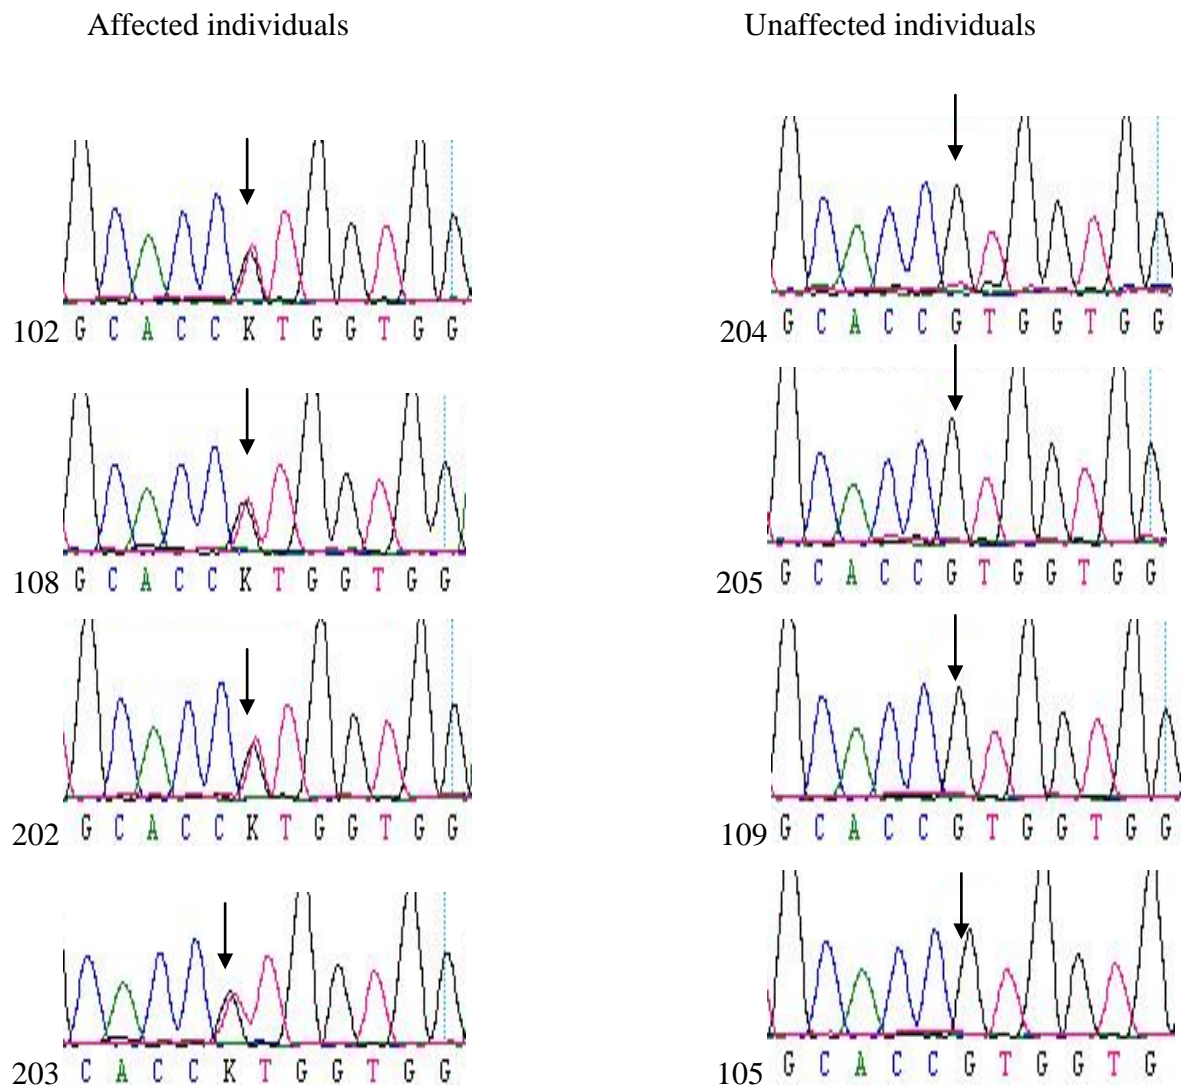 Affected individuals
Unaffected individuals
102 G C A C C K T G G T G G
204 G C A C C G T G G T G G
108 G C A C C K T G G T G G
205 G C A C C G T G G T G G
202 G C A C C K T G G T G G
109 G C A C C G T G G T G G
203 C A C C K T G G T G G
105 G C A C C G T G G T G